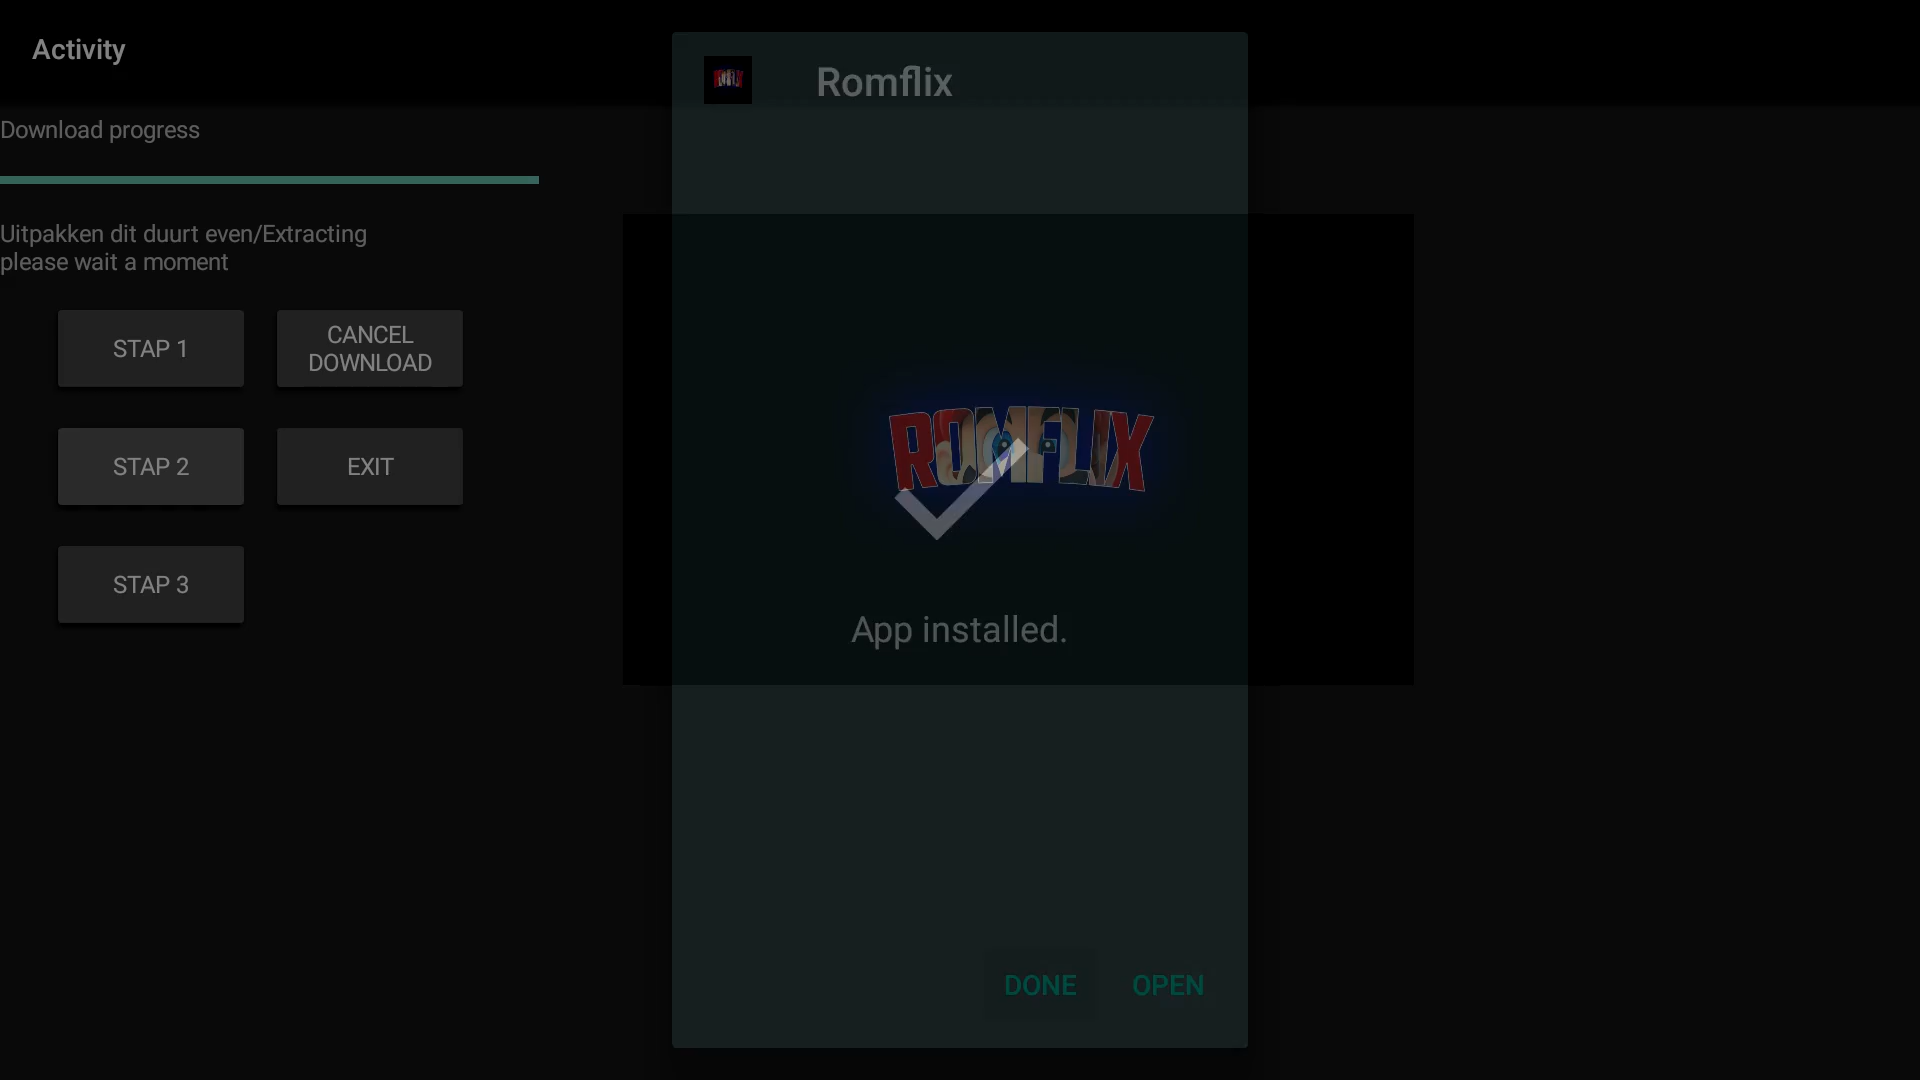 Activity
Romflix
Download progress
Uitpakken dit duurt even/Extracting
please wait a moment
STAP 1
CANCEL
DOWNLOAD
STAP 2
EXIT
STAP 3
ROMFLIX
App installed.
DONE
OPEN